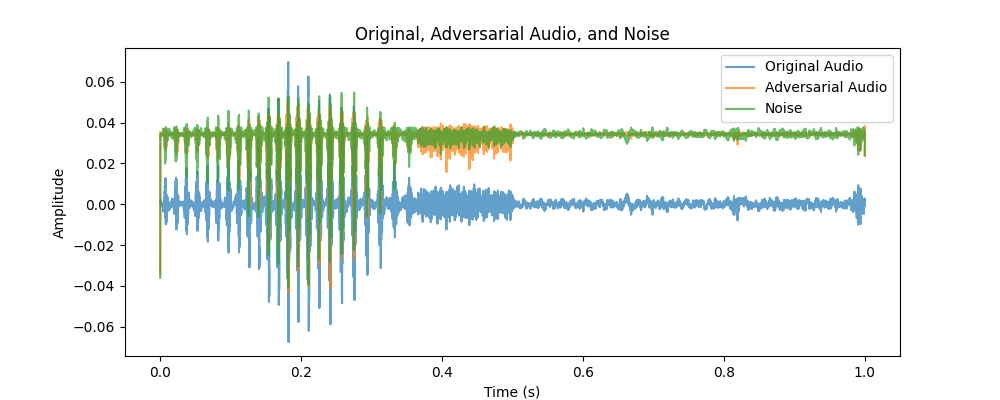 Original, Adversarial Audio, and Noise
Original Audio
Adversarial Audio
Noise
Amplitude
0.06
0.04
0.02
0.00
−0.02
−0.04
−0.06
0.0
0.2
0.4
0.6
0.8
1.0
Time (s)